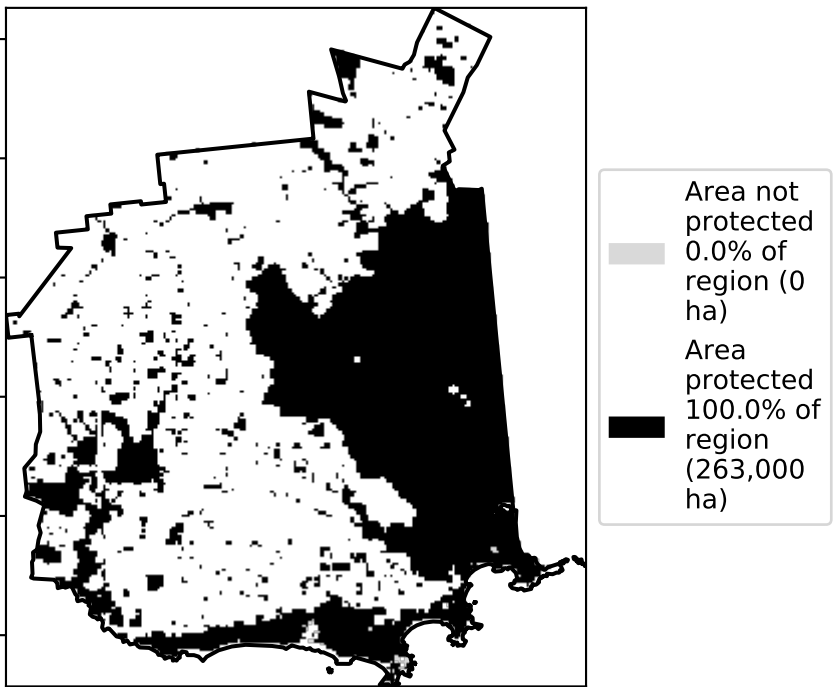 Area not
protected
0.0% of
region (0
ha)
Area
protected
100.0% of
region
(263,000
ha)